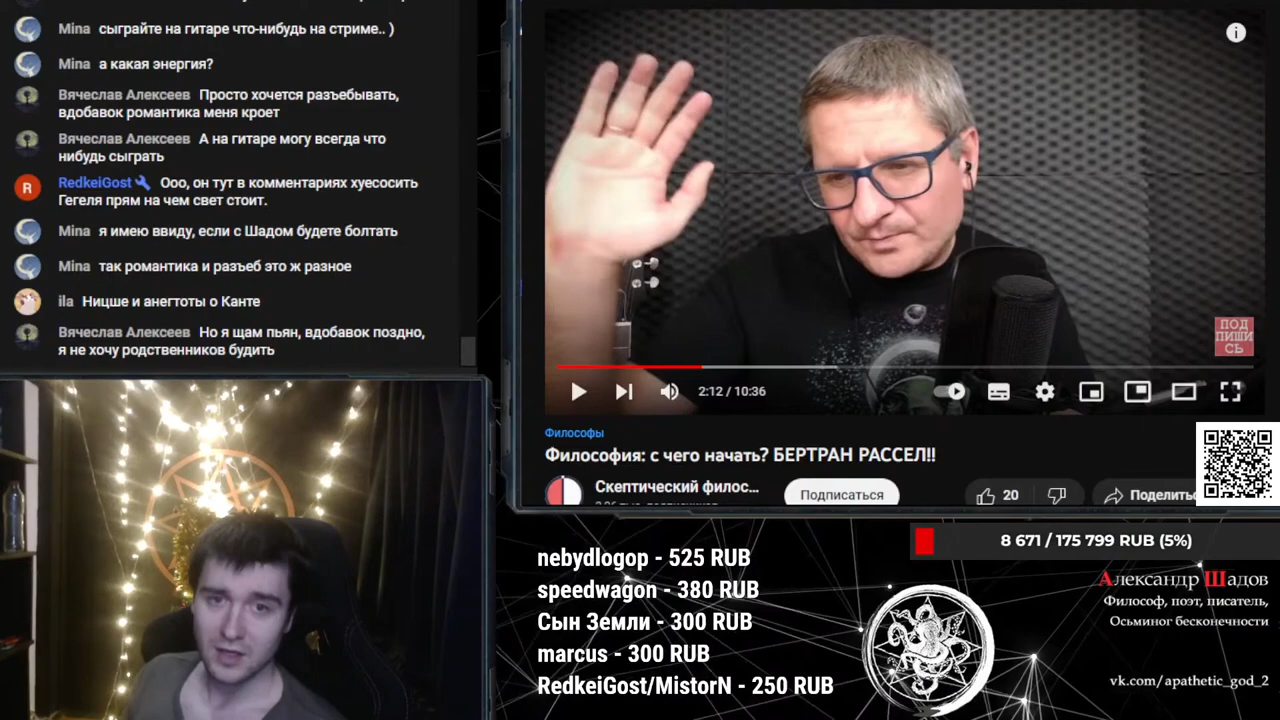 Mina сыграйте на гитаре что-нибудь на стриме.. )
Mina а какая энергия?
Вячеслав Алексеев Просто хочется разъебывать,
вдобавок романтика меня кроет
Вячеслав Алексеев А на гитаре могу всегда что
нибудь сыграть
R
RedkeiGost Ооо, он тут в комментариях хуесосить
Гегеля прям на чем свет стоит.
Mina я имею ввиду, если с Шадом будете болтать
Mina так романтика и разъеб это ж разное
ila Ницше и анегтоты о Канте
Вячеслав Алексеев Но я щам пьян, вдобавок поздно,
я не хочу родственников будить
ПОД
ПИШИ
СЬ
2:12 / 10:36
Философы
Философия: с чего начать? БЕРТРАН РАССЕЛ!!
Скептический филос...
Подписаться
20
Поделить
8 671 / 175 799 RUB (5%)
nebydlogop - 525 RUB
speedwagon - 380 RUB
Сын Земли - 300 RUB
marcus - 300 RUB
RedkeiGost/MistorN - 250 RUB
Александр Шадов
Философ, поэт, писатель,
Осьминог бесконечности
vk.com/apathetic_god_2